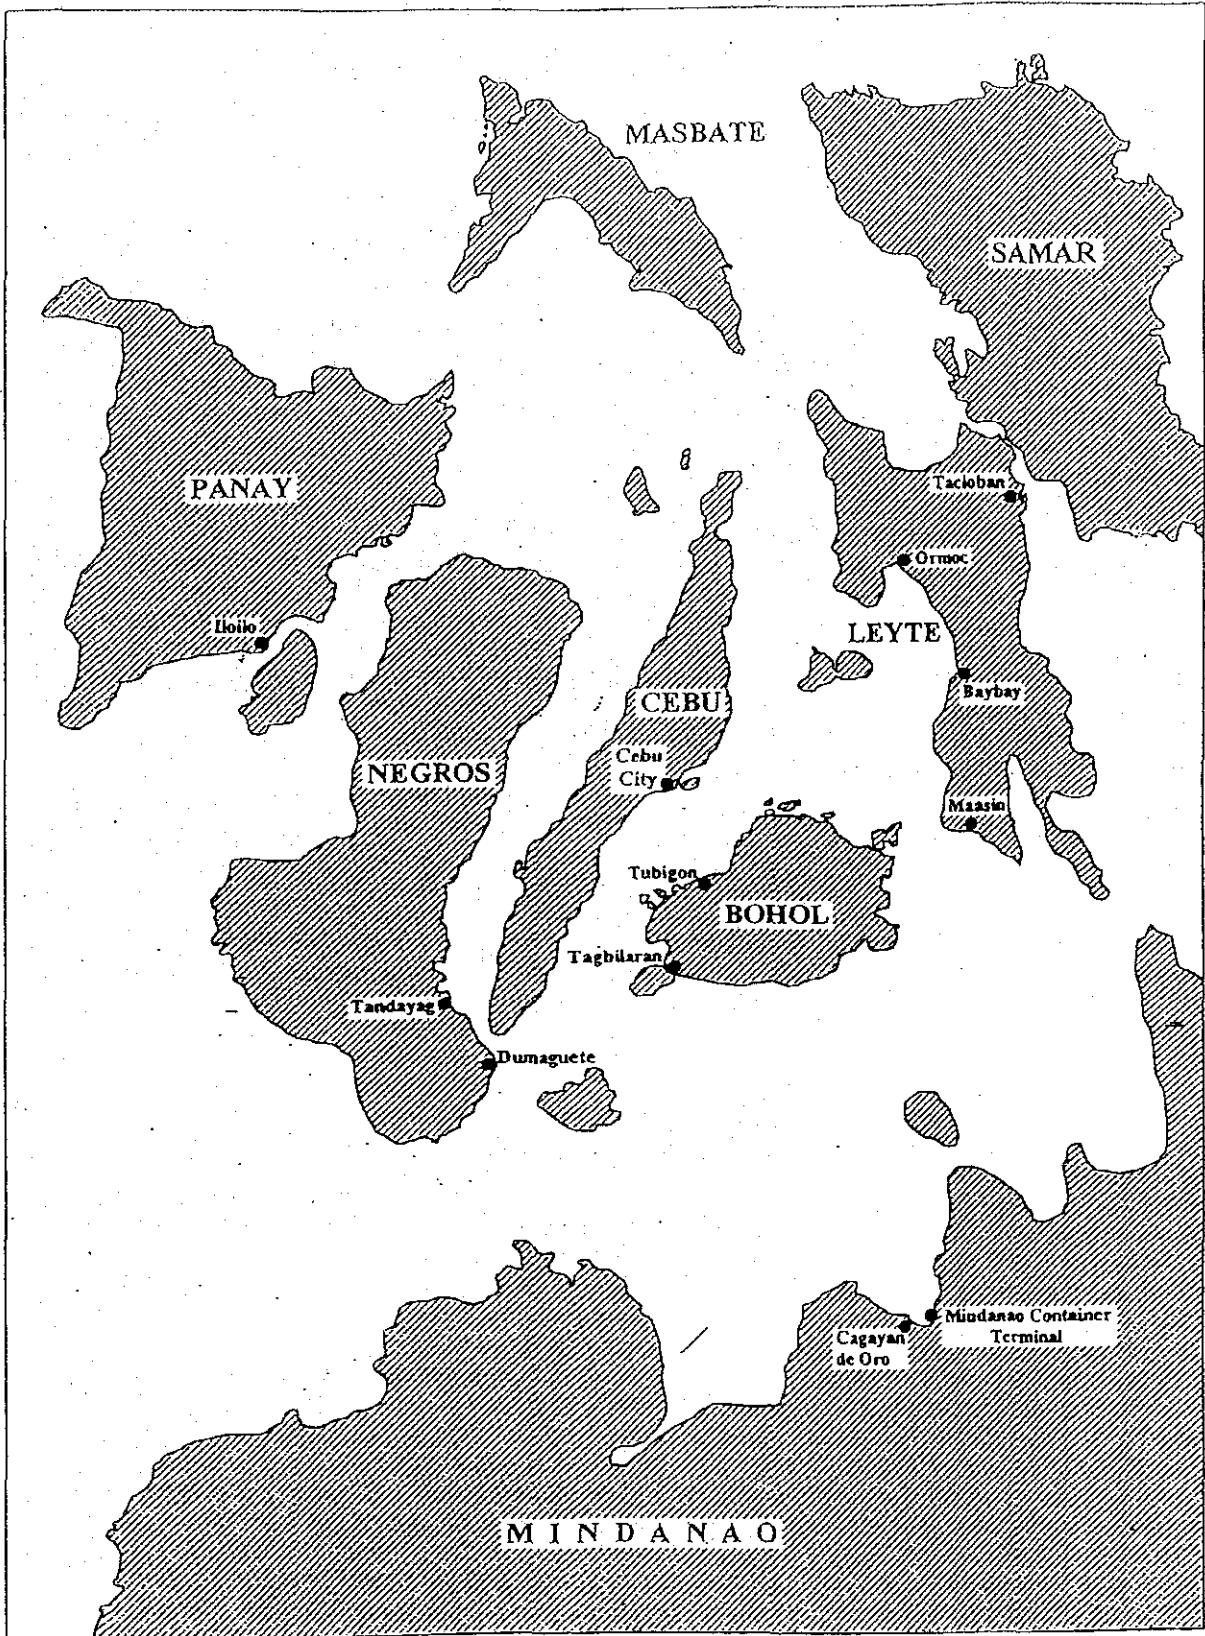 MASBATE
SAMAR
PANAY
Tacloban
Ormoc
Iloilo
LEYTE
Baybay
CEBU
Cebu
City
NEGROS
Maasin
Tubigon
BOHOL
Tagbilaran
Tandayag
Dumaguete
Mindanao Container
Terminal
Cagayan
de Oro
MINDANAO